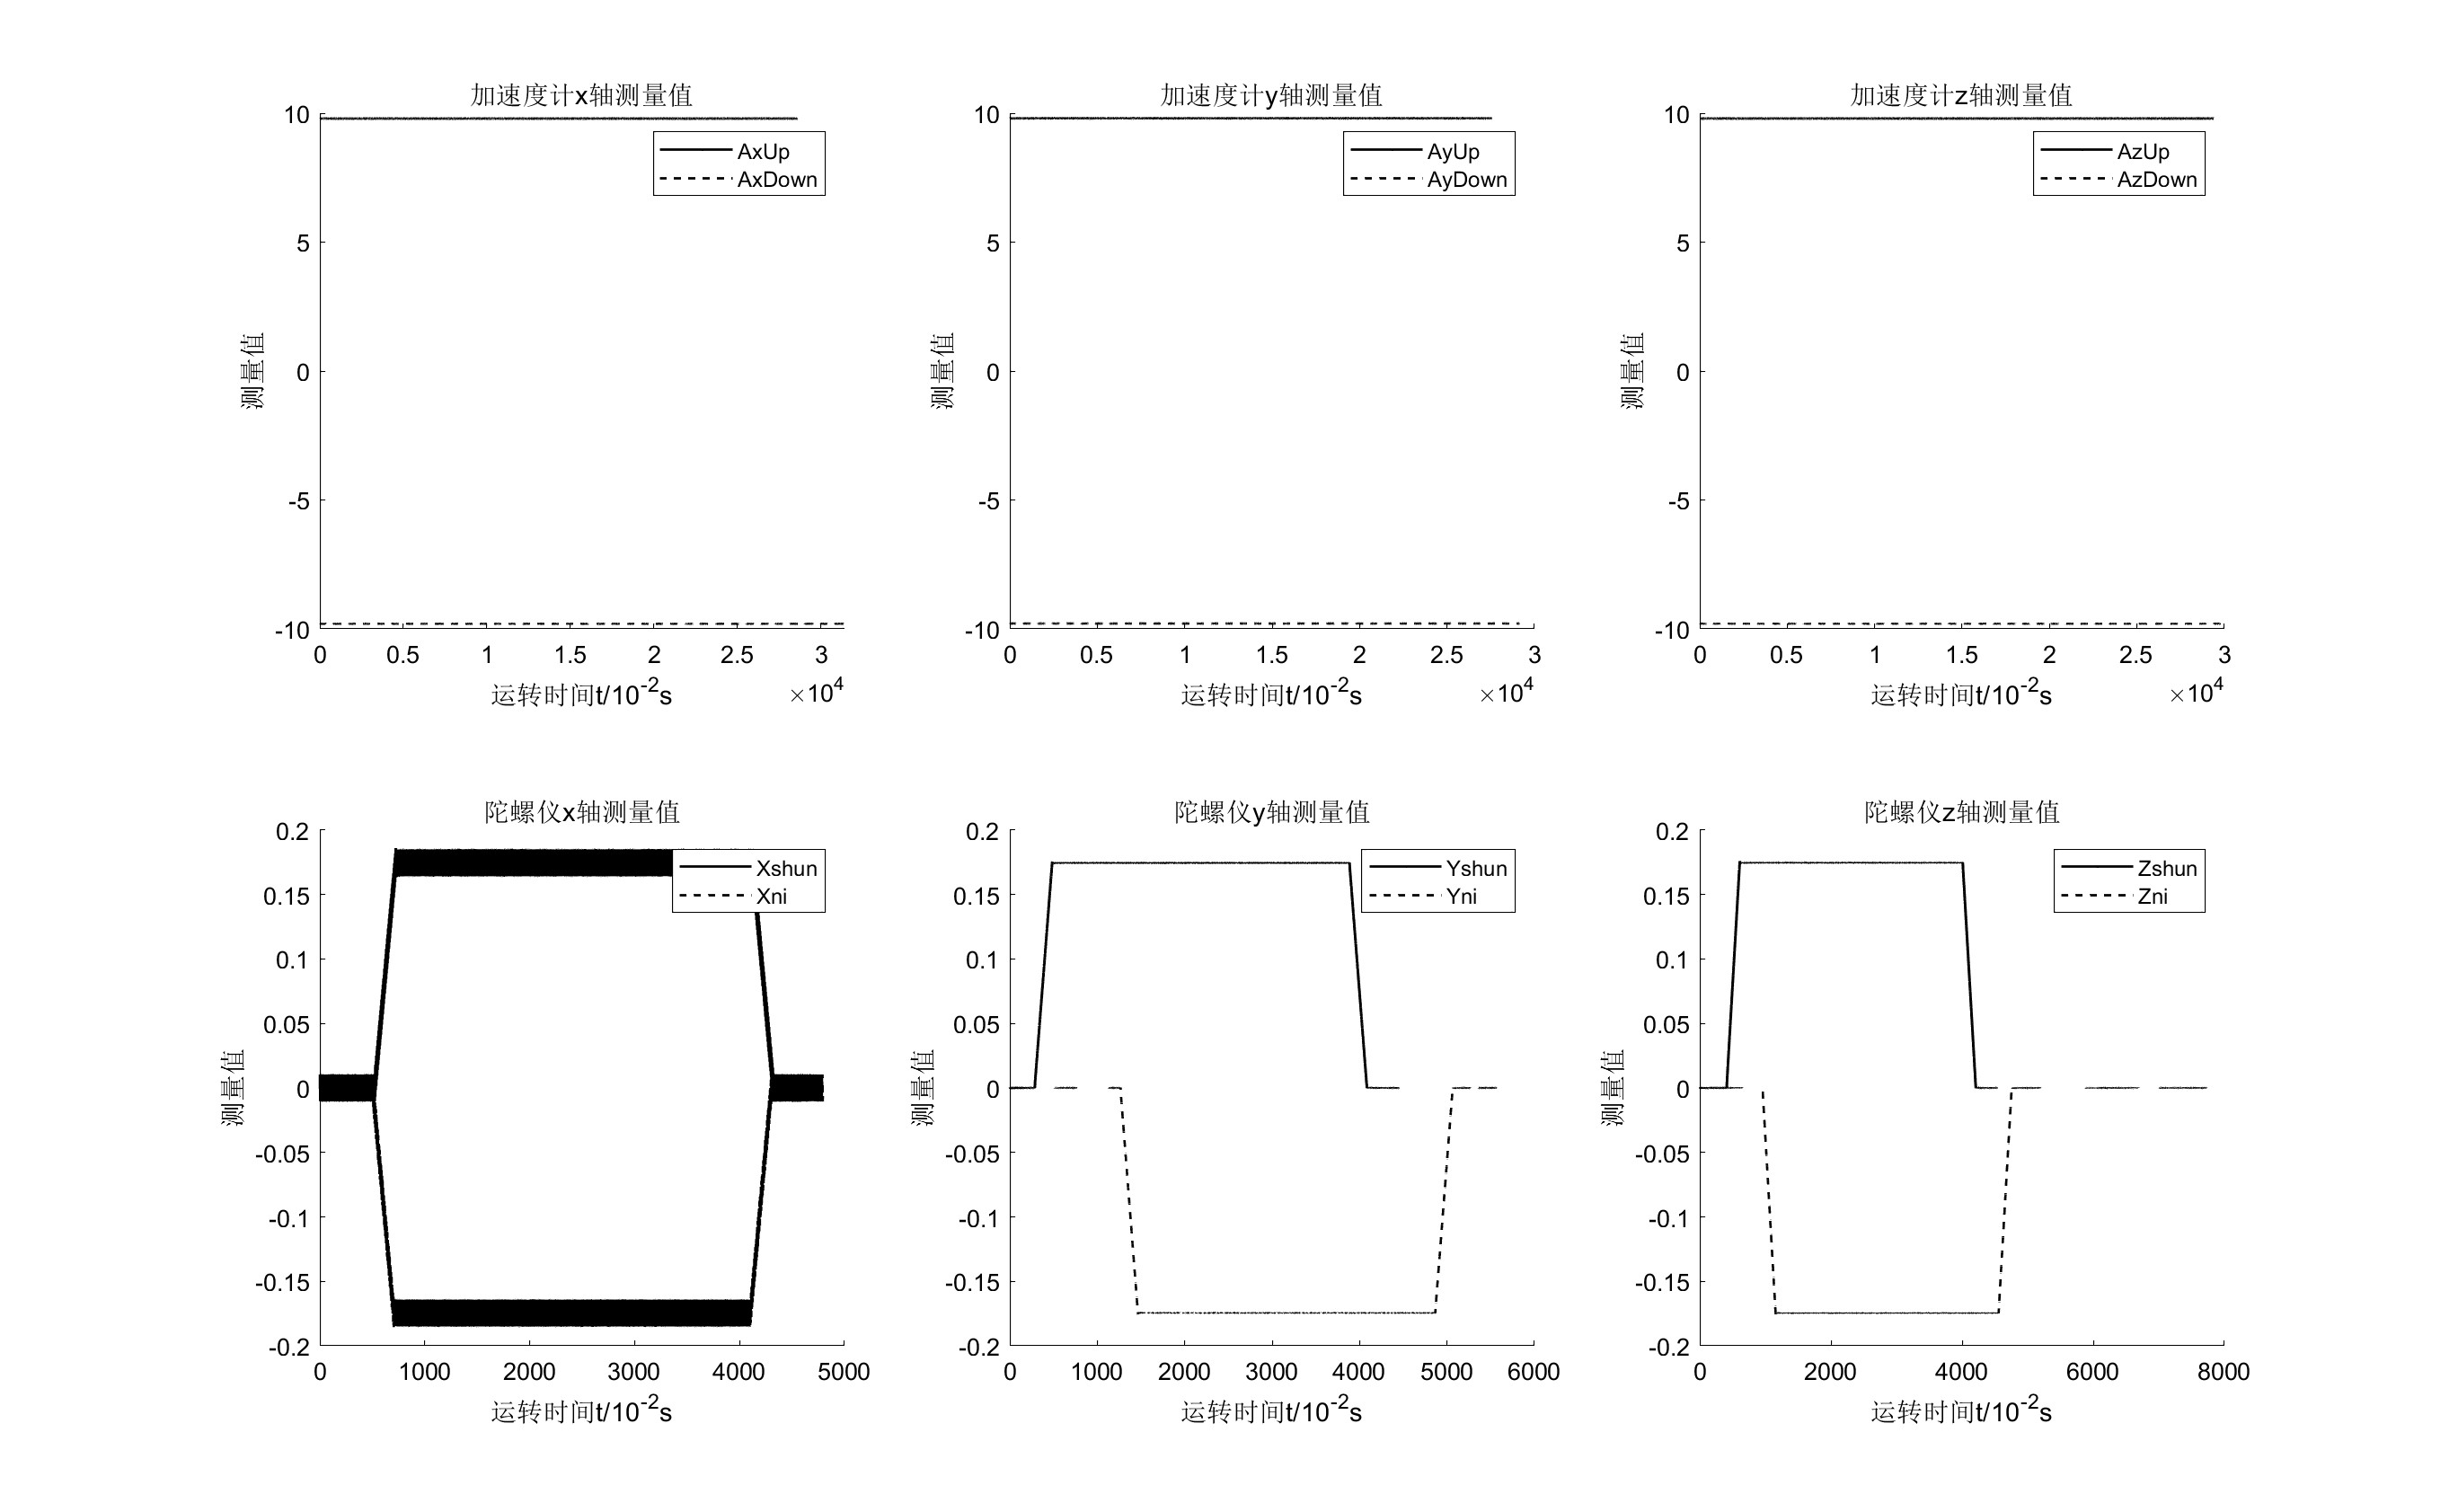 加速度计x轴测量值
10
5
0
-5
-10
测量值
AxUp
AxDown
0 0.5 1 1.5 2 2.5 3
运转时间t/10-2s
×104
加速度计y轴测量值
10
5
0
-5
-10
测量值
AyUp
AyDown
0 0.5 1 1.5 2 2.5 3
运转时间t/10-2s
×104
加速度计z轴测量值
10
5
0
-5
-10
测量值
AzUp
AzDown
0 0.5 1 1.5 2 2.5 3
运转时间t/10-2s
×104
陀螺仪x轴测量值
0.2
0.15
0.1
0.05
0
-0.05
-0.1
-0.15
-0.2
测量值
Xshun
Xni
0 1000 2000 3000 4000 5000
运转时间t/10-2s
陀螺仪y轴测量值
0.2
0.15
0.1
0.05
0
-0.05
-0.1
-0.15
-0.2
测量值
Yshun
Yni
0 1000 2000 3000 4000 5000 6000
运转时间t/10-2s
陀螺仪z轴测量值
0.2
0.15
0.1
0.05
0
-0.05
-0.1
-0.15
-0.2
测量值
Zshun
Zni
0 2000 4000 6000 8000
运转时间t/10-2s